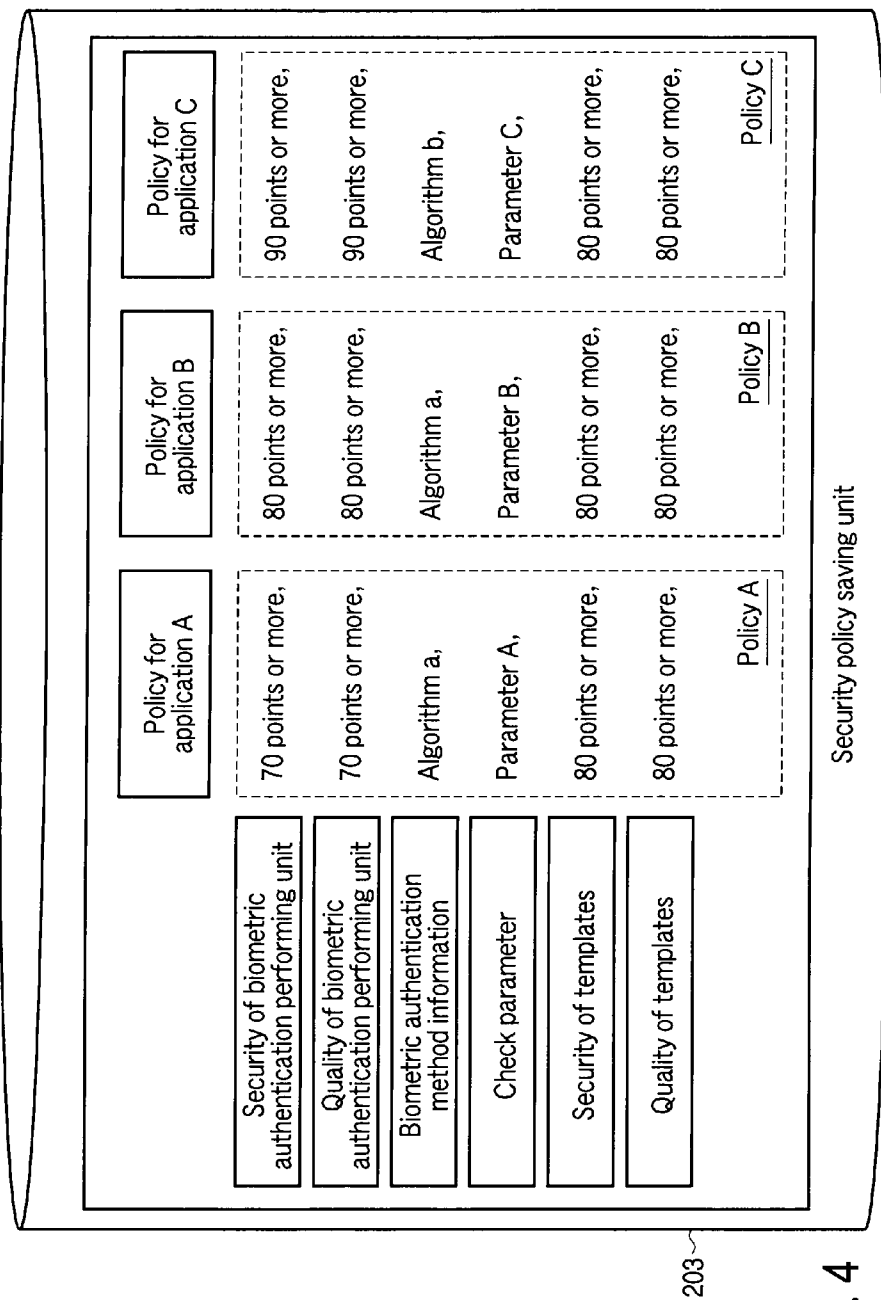 Policy for
application A
Policy for
application B
Policy for
application C
Security of biometric
authentication performing unit
70 points or more,
80 points or more,
90 points or more,
Quality of biometric
authentication performing unit
70 points or more,
80 points or more,
90 points or more,
Biometric authentication
method information
Algorithm a,
Algorithm a,
Algorithm b,
Check parameter
Parameter A,
Parameter B,
Parameter C,
Security of templates
80 points or more,
80 points or more,
80 points or more,
Quality of templates
80 points or more,
80 points or more,
80 points or more,
Policy A
Policy B
Policy C
203
Security policy saving unit
. 4